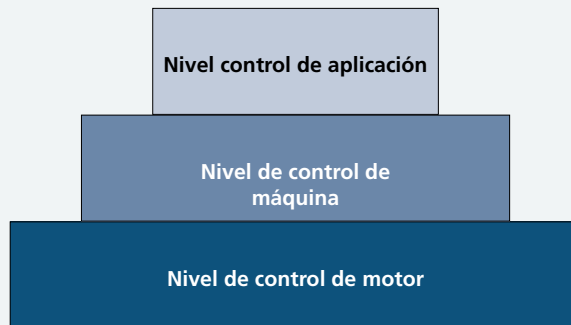 Nivel control de aplicación
Nivel de control de
máquina
Nivel de control de motor